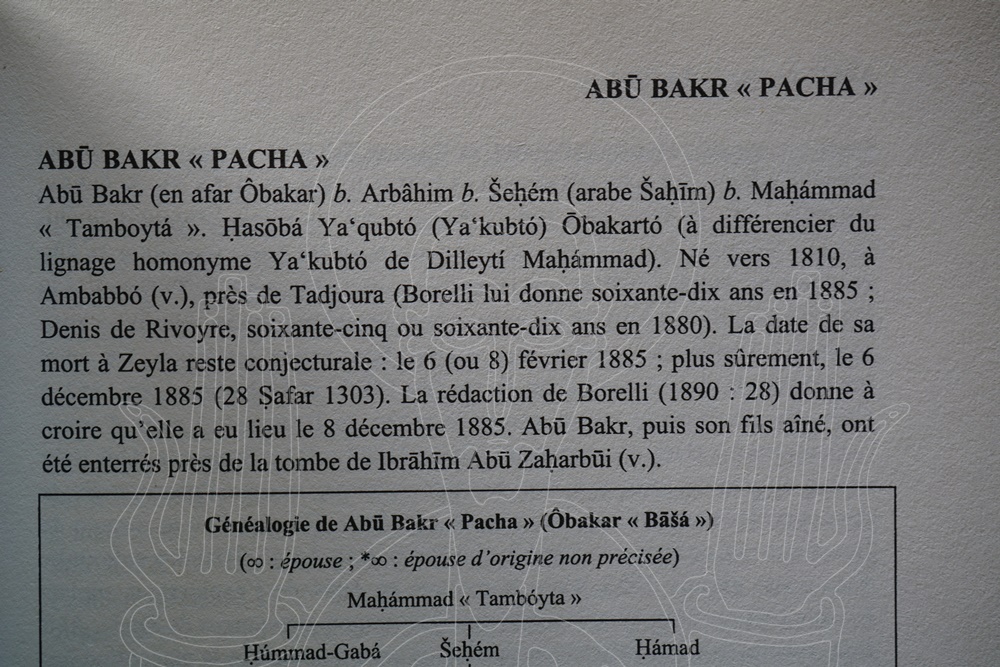 ABŪ BAKR « PACHA »
ABŪ BAKR « PACHA »
Abū Bakr (en afar Ôbakar) b. Arbâhim b. Šeḥém (arabe Šaḥīm) b. Maḥámmad
« Tamboytá ». Ḥasōbá Ya‘qubtó (Ya‘kubtó) Ōbakartó (à différencier du
lignage homonyme Ya‘kubtó de Dilleytí Maḥámmad). Né vers 1810, à
Ambabbó (v.), près de Tadjoura (Borelli lui donne soixante-dix ans en 1885 ;
Denis de Rivoyre, soixante-cinq ou soixante-dix ans en 1880). La date de sa
mort à Zeyla reste conjecturale : le 6 (ou 8) février 1885 ; plus sûrement, le 6
décembre 1885 (28 Ṣafar 1303). La rédaction de Borelli (1890 : 28) donne à
croire qu’elle a eu lieu le 8 décembre 1885. Abū Bakr, puis son fils aîné, ont
été enterrés près de la tombe de Ibrāhīm Abū Zaḥarbūi (v.).
Généalogie de Abū Bakr « Pacha » (Ôbakar « Bāšá »)
(∞ : épouse ; *∞ : épouse d’origine non précisée)
Maḥámmad « Tambóyta »
Ḥúmmad-Gabá Šeḥém Ḥámad